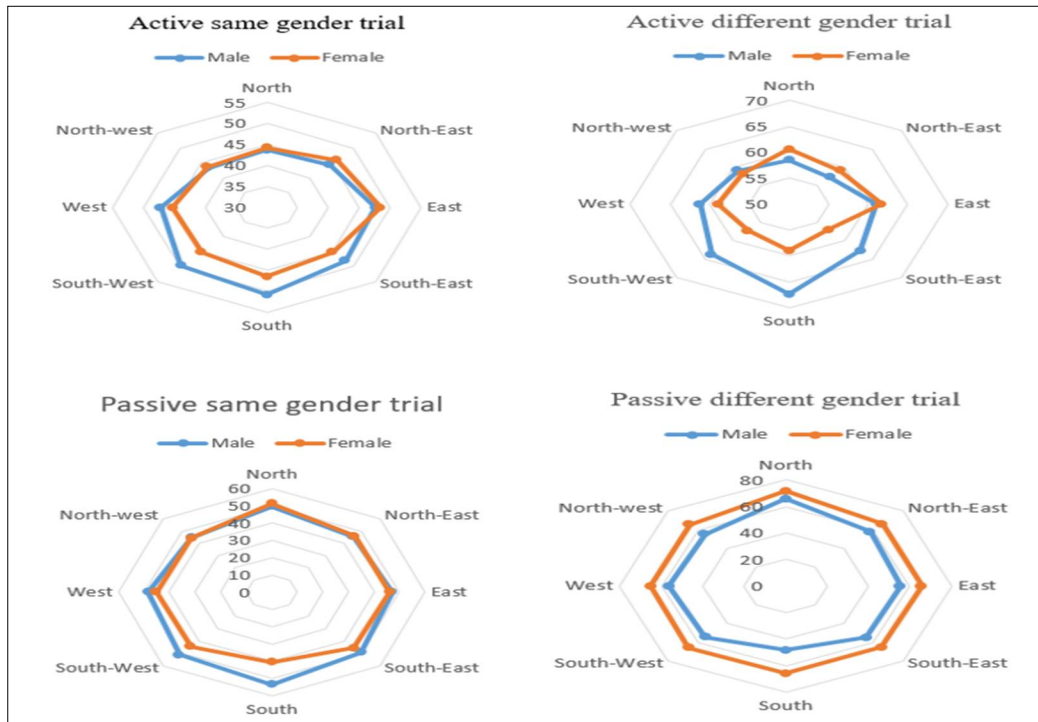 Active same gender trial
Male Female
North
55
North-west
50
North-East
45
40
35
West
30
East
South-West
South-East
South
Active different gender trial
Male Female
North
70
North-west
65
North-East
60
55
West
50
East
South-West
South-East
South
Passive same gender trial
Male Female
North
60
North-west
50
North-East
40
30
20
10
West
0
East
South-West
South-East
South
Passive different gender trial
Male Female
North
80
North-west
60
North-East
40
20
West
0
East
South-West
South-East
South